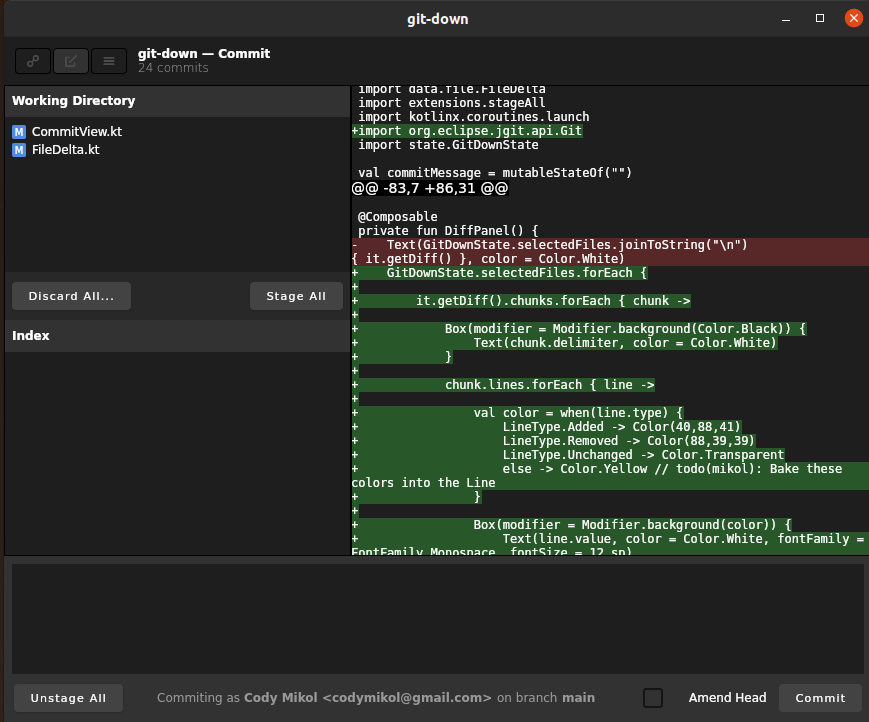 git-down
git-down — Commit
24 commits
Working Directory
M CommitView.kt
M FileDelta.kt
Discard All...
Stage All
Index
import data.file.FileDelta
import extensions.stageAll
import kotlinx.coroutines.launch
+import org.eclipse.jgit.api.Git
import state.GitDownState
val commitMessage = mutableStateOf("")
@@ -83,7 +86,31 @@
@Composable
private fun DiffPanel() {
-    Text(GitDownState.selectedFiles.joinToString("\n")
{ it.getDiff() }, color = Color.White)
+    GitDownState.selectedFiles.forEach {
+
+        it.getDiff().chunks.forEach { chunk ->
+
+            Box(modifier = Modifier.background(Color.Black)) {
+                Text(chunk.delimiter, color = Color.White)
+            }
+
+            chunk.lines.forEach { line ->
+
+                val color = when(line.type) {
+                    LineType.Added -> Color(40,88,41)
+                    LineType.Removed -> Color(88,39,39)
+                    LineType.Unchanged -> Color.Transparent
+                    else -> Color.Yellow // todo(mikol): Bake these
colors into the Line
+                }
+
+                Box(modifier = Modifier.background(color)) {
+                    Text(line.value, color = Color.White, fontFamily =
FontFamily.Monospace, fontSize = 12.sp)
Unstage All
Commiting as Cody Mikol <codymikol@gmail.com> on branch main
Amend Head
Commit